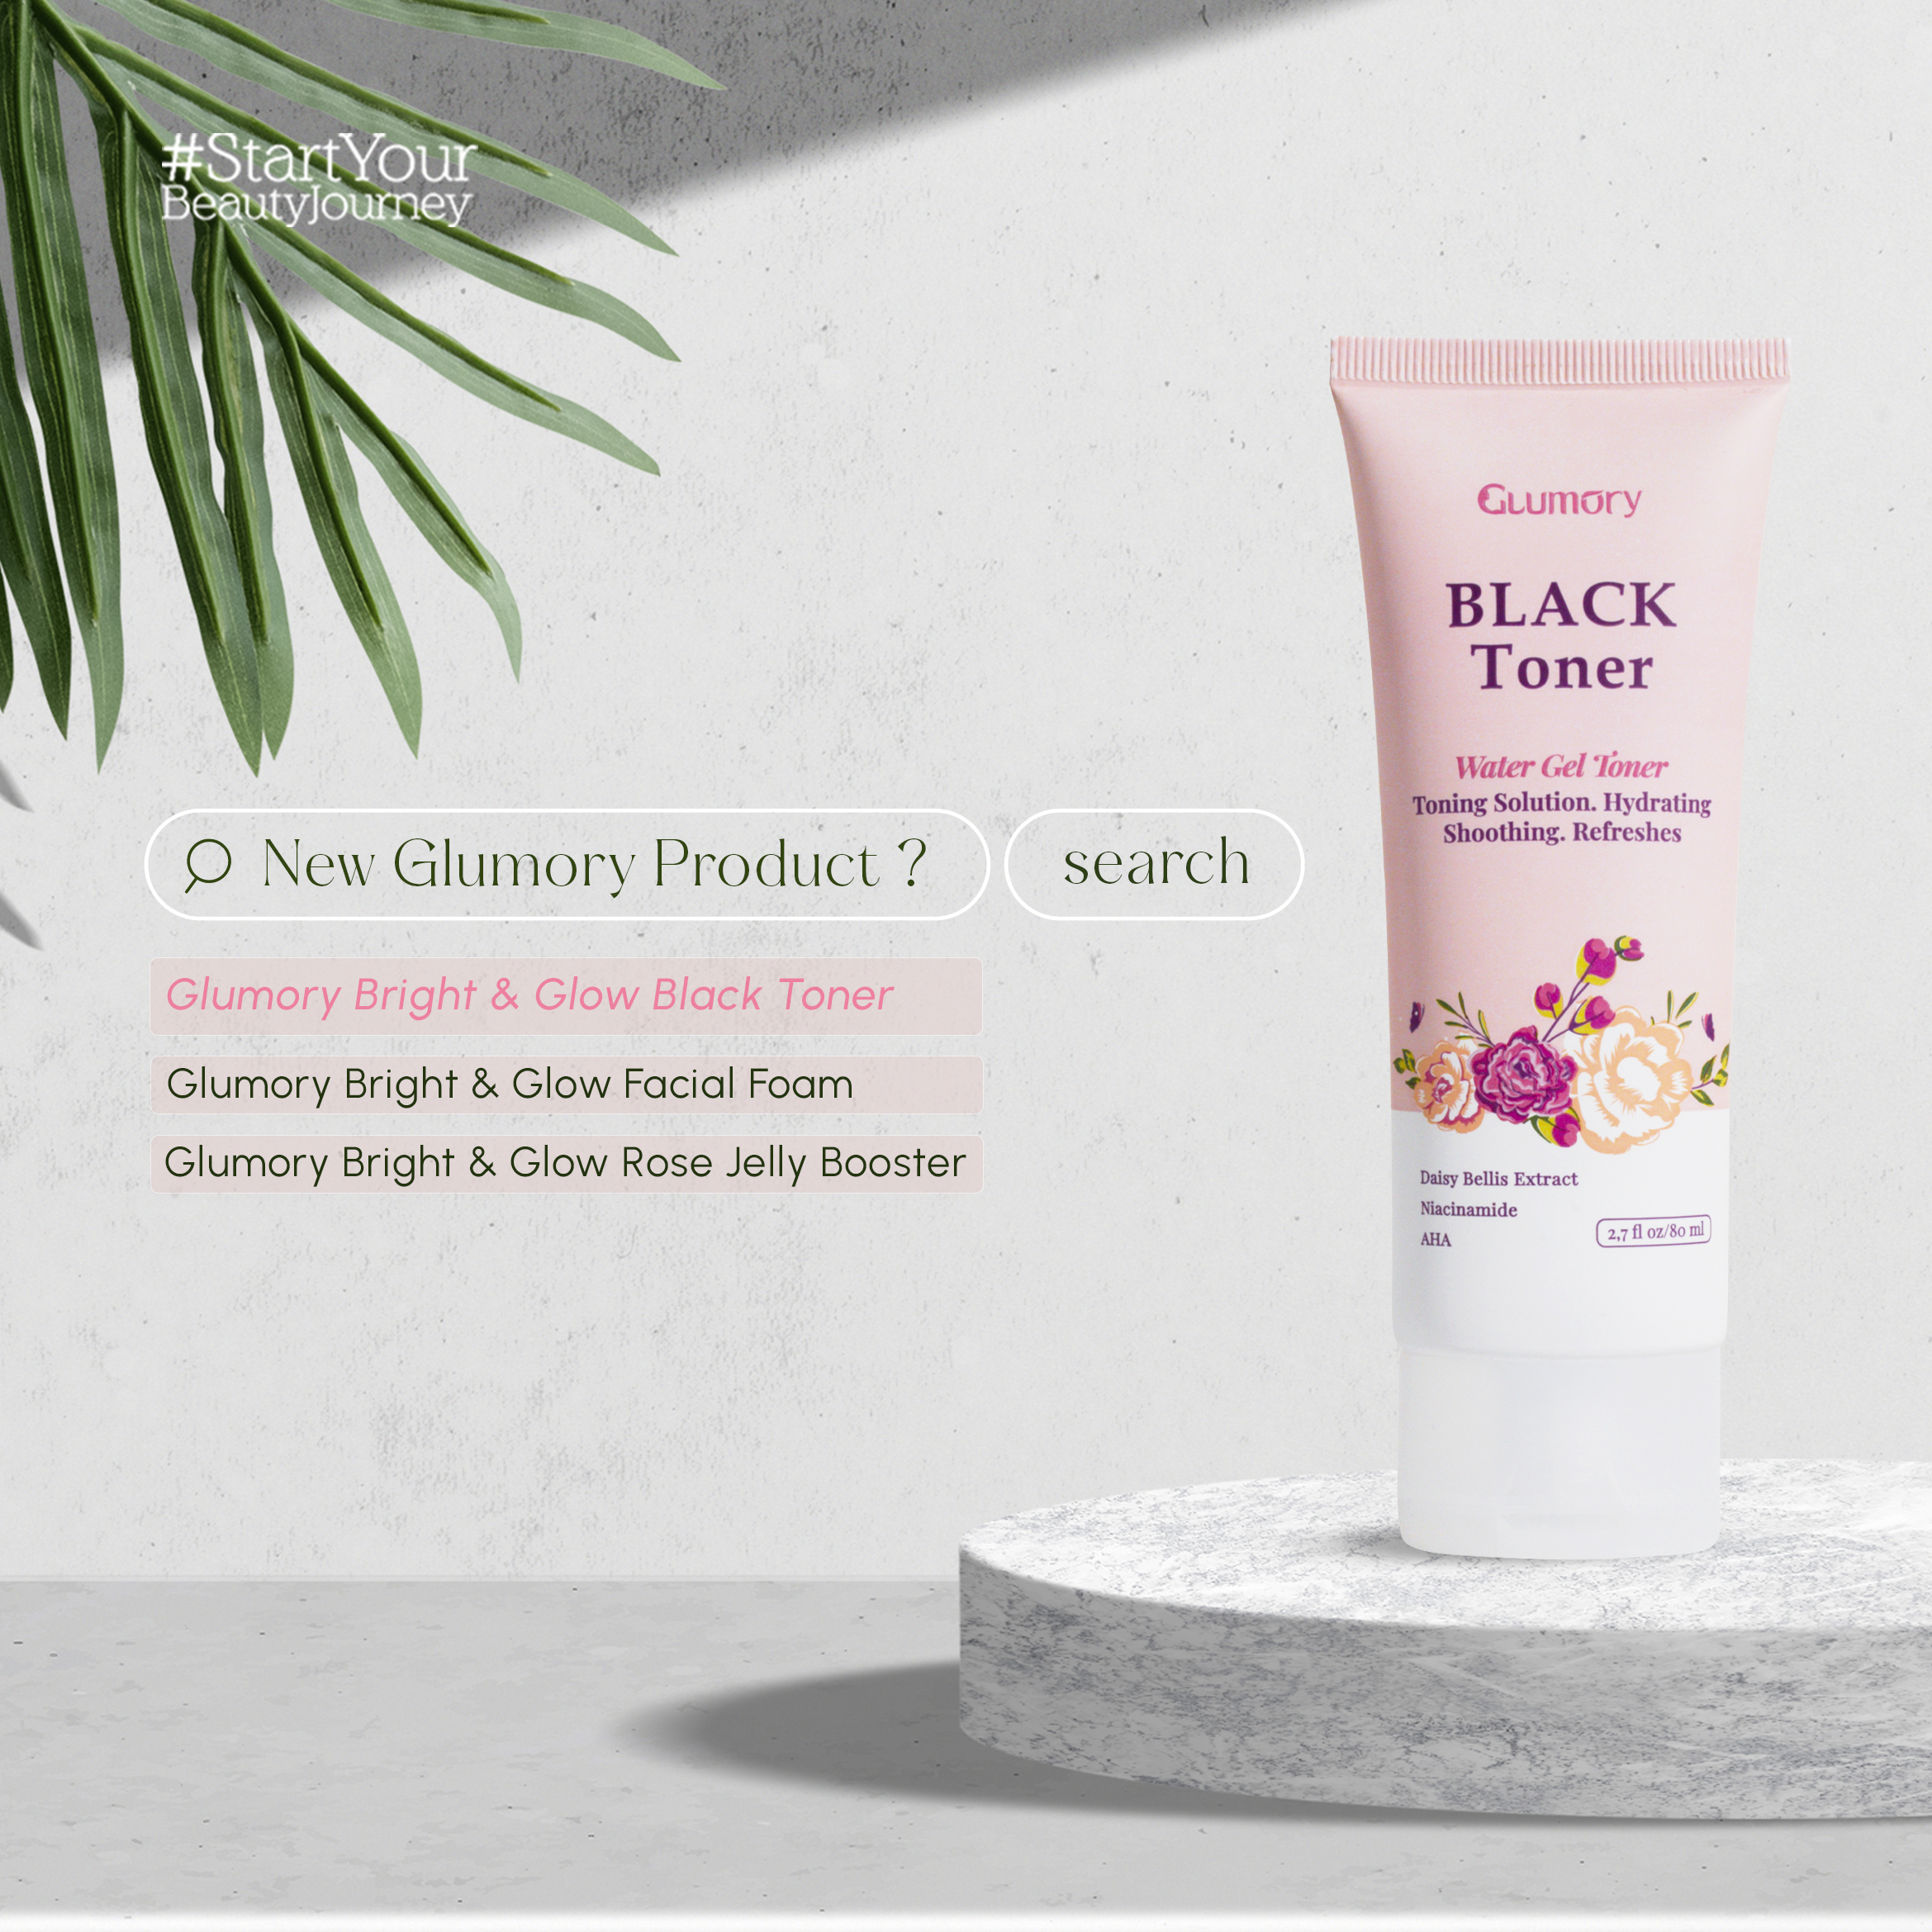 #StartYour
BeautyJourney
New Glumory Product ?
search
Glumory Bright & Glow Black Toner
Glumory Bright & Glow Facial Foam
Glumory Bright & Glow Rose Jelly Booster
Glumory
BLACK
Toner
Water Gel Toner
Toning Solution. Hydrating
Shoothing. Refreshes
Daisy Bellis Extract
Niacinamide
AHA
2,7 fl oz/80 ml